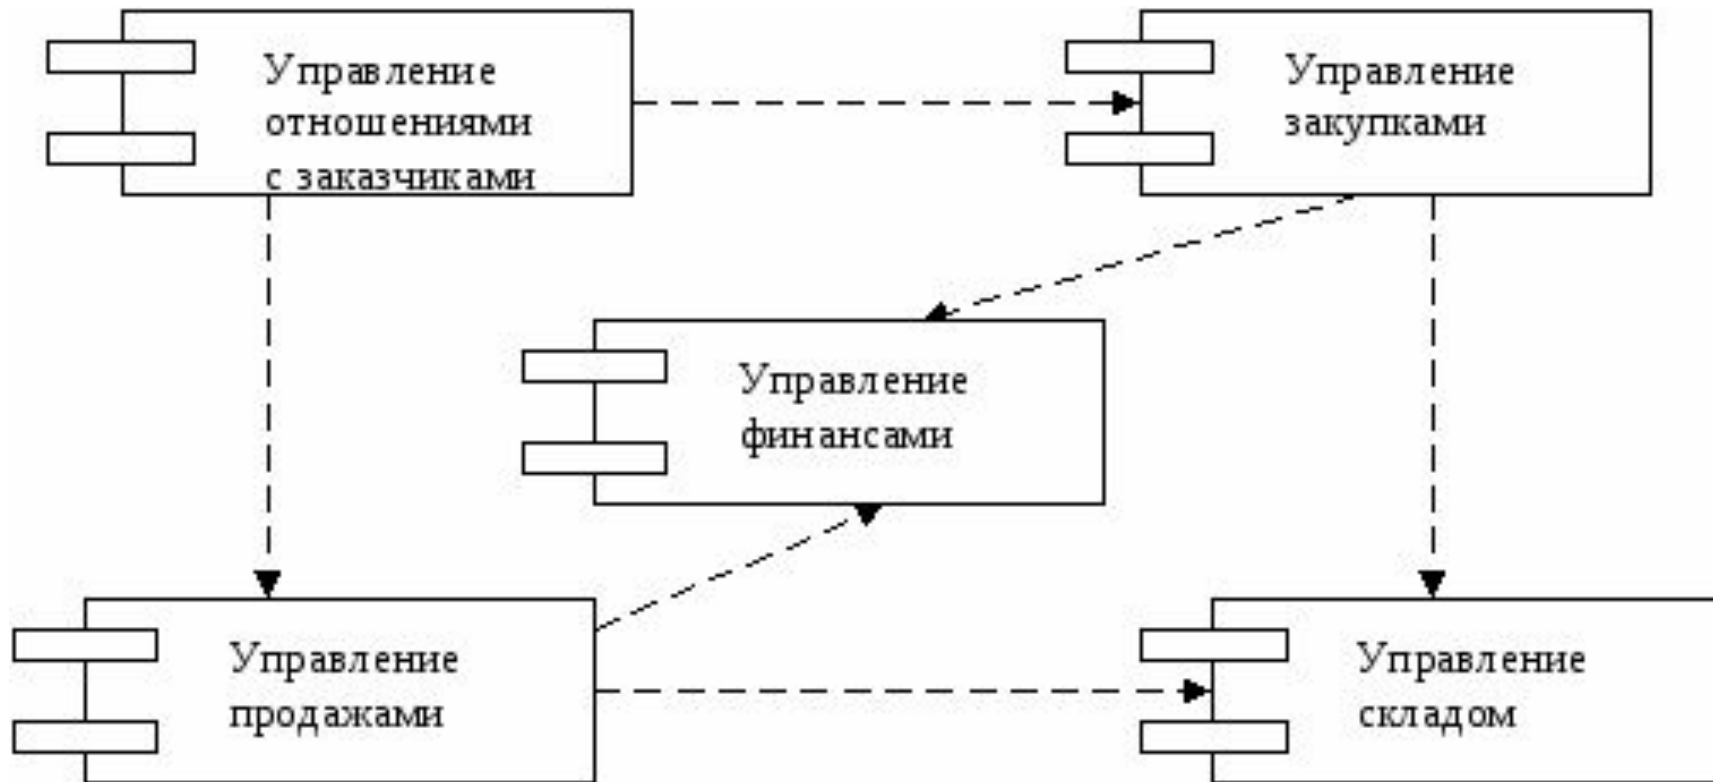 Управление
отношениями
с заказчиками
Управление
закупками
Управление
финансами
Управление
продажами
Управление
складом